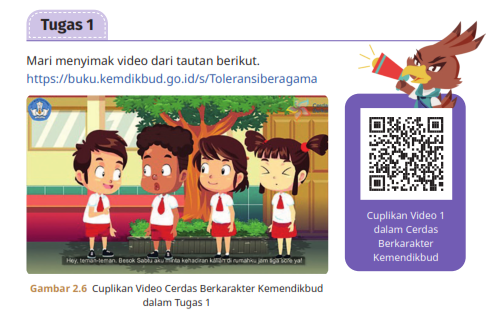 Tugas 1
Mari menyimak video dari tautan berikut.
https://buku.kemdikbud.go.id/s/Toleransiberagama
Hey, teman-teman. Besok Sabtu aku minta kehadiran kalian di rumahku jam tiga sore ya!
Gambar 2.6 Cuplikan Video Cerdas Berkarakter Kemendikbud
dalam Tugas 1
Cuplikan Video 1
dalam Cerdas
Berkarakter
Kemendikbud